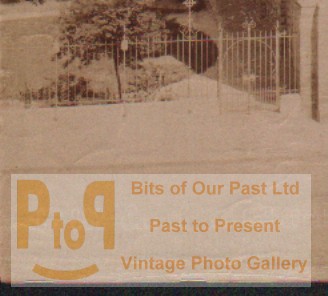 PtoP
Bits of Our Past Ltd
Past to Present
Vintage Photo Gallery